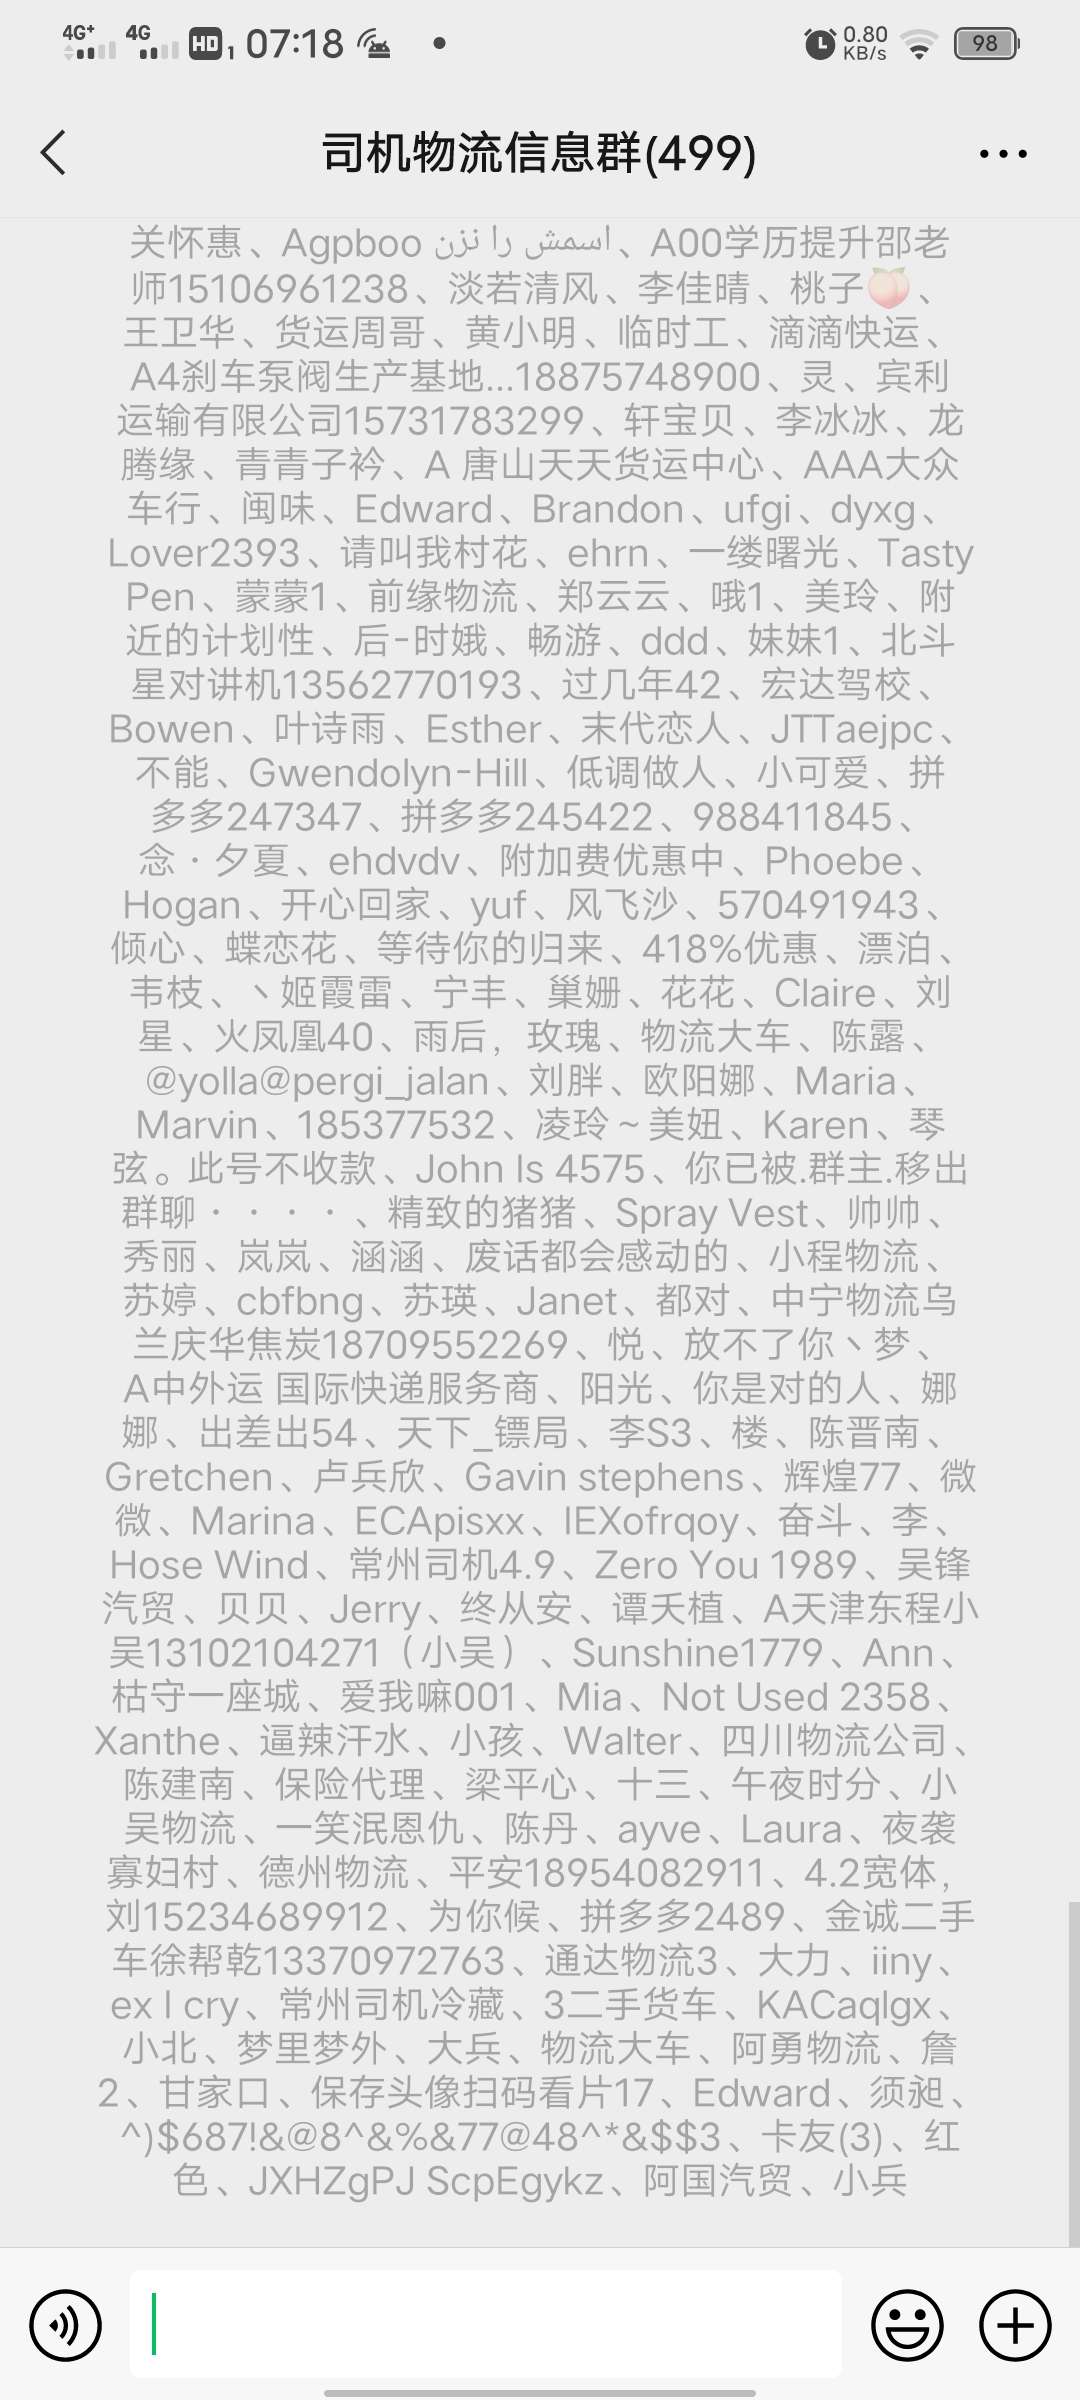 4G+ 4G HD 1 07:18 0.80 KB/s 98
司机物流信息群(499)
关怀惠、Agpboo اسمش را نزن、A00学历提升邵老
师15106961238、淡若清风、李佳晴、桃子🍑、
王卫华、货运周哥、黄小明、临时工、滴滴快运、
A4刹车泵阀生产基地...18875748900、灵、宾利
运输有限公司15731783299、轩宝贝、李冰冰、龙
腾缘、青青子衿、A 唐山天天货运中心、AAA大众
车行、闽味、Edward、Brandon、ufgi、dyxg、
Lover2393、请叫我村花、ehrn、一缕曙光、Tasty
Pen、蒙蒙1、前缘物流、郑云云、哦1、美玲、附
近的计划性、后-时娥、畅游、ddd、妹妹1、北斗
星对讲机13562770193、过几年42、宏达驾校、
Bowen、叶诗雨、Esther、末代恋人、JTTaejpc、
不能、Gwendolyn-Hill、低调做人、小可爱、拼
多多247347、拼多多245422、988411845、
念·夕夏、ehdvdv、附加费优惠中、Phoebe、
Hogan、开心回家、yuf、风飞沙、570491943、
倾心、蝶恋花、等待你的归来、418%优惠、漂泊、
韦枝、丶姬霞雷、宁丰、巢姗、花花、Claire、刘
星、火凤凰40、雨后，玫瑰、物流大车、陈露、
@yolla@pergi_jalan、刘胖、欧阳娜、Maria、
Marvin、185377532、凌玲~美妞、Karen、琴
弦。此号不收款、John Is 4575、你已被.群主.移出
群聊····、精致的猪猪、Spray Vest、帅帅、
秀丽、岚岚、涵涵、废话都会感动的、小程物流、
苏婷、cbfbng、苏瑛、Janet、都对、中宁物流乌
兰庆华焦炭18709552269、悦、放不了你丶梦、
A中外运 国际快递服务商、阳光、你是对的人、娜
娜、出差出54、天下_镖局、李S3、楼、陈晋南、
Gretchen、卢兵欣、Gavin stephens、辉煌77、微
微、Marina、ECApisxx、IEXofrqoy、奋斗、李、
Hose Wind、常州司机4.9、Zero You 1989、吴锋
汽贸、贝贝、Jerry、终从安、谭夭植、A天津东程小
吴13102104271（小吴）、Sunshine1779、Ann、
枯守一座城、爱我嘛001、Mia、Not Used 2358、
Xanthe、逼辣汗水、小孩、Walter、四川物流公司、
陈建南、保险代理、梁平心、十三、午夜时分、小
吴物流、一笑泯恩仇、陈丹、ayve、Laura、夜袭
寡妇村、德州物流、平安18954082911、4.2宽体，
刘15234689912、为你候、拼多多2489、金诚二手
车徐帮乾13370972763、通达物流3、大力、iiny、
ex I cry、常州司机冷藏、3二手货车、KACaqlgx、
小北、梦里梦外、大兵、物流大车、阿勇物流、詹
2、甘家口、保存头像扫码看片17、Edward、须昶、
^)$687!&@8^&%&77@48^*&$$3、卡友(3)、红
色、JXHZgPJ ScpEgykz、阿国汽贸、小兵